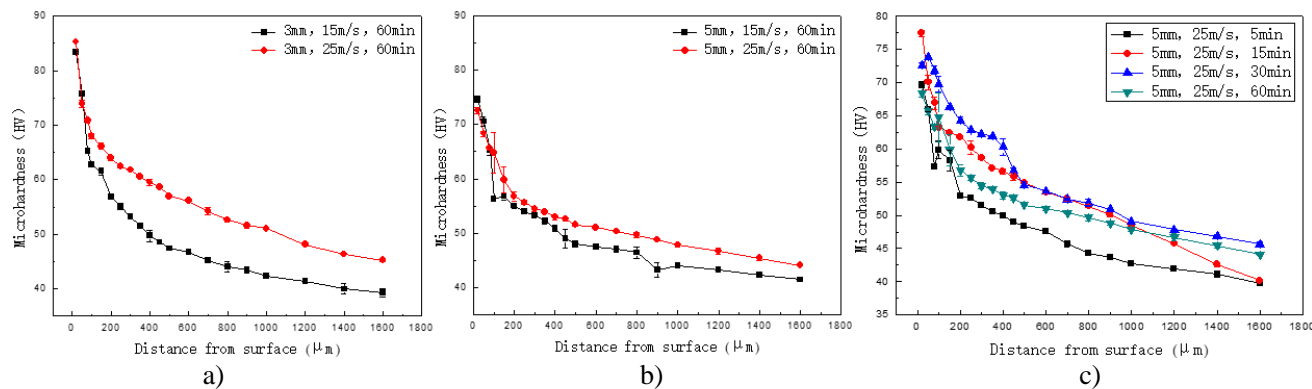 90
80
70
60
50
40
Microhardness (HV)
0 200 400 600 800 1000 1200 1400 1600 1800
Distance from surface (μm)
3mm, 15m/s, 60min
3mm, 25m/s, 60min
a)
90
80
70
60
50
40
Microhardness (HV)
0 200 400 600 800 1000 1200 1400 1600 1800
Distance from surface (μm)
5mm, 15m/s, 60min
5mm, 25m/s, 60min
b)
80
75
70
65
60
55
50
45
40
35
Microhardness (HV)
0 200 400 600 800 1000 1200 1400 1600 1800
Distance from surface (μm)
5mm, 25m/s, 5min
5mm, 25m/s, 15min
5mm, 25m/s, 30min
5mm, 25m/s, 60min
c)